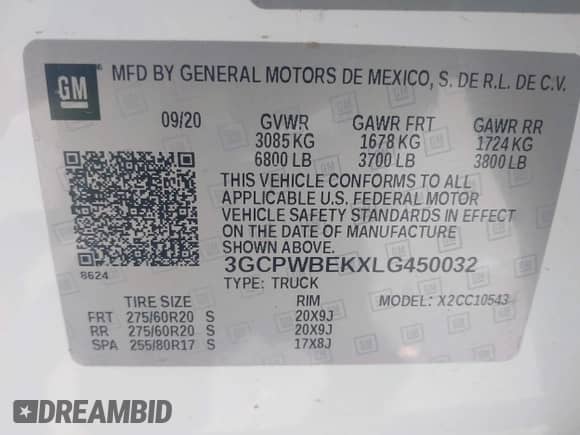 GM MFD BY GENERAL MOTORS DE MEXICO, S. DE R.L. DE C.V.
09/20 GVWR GAWR FRT GAWR RR
3085 KG 1678 KG 1724 KG
6800 LB 3700 LB 3800 LB
THIS VEHICLE CONFORMS TO ALL
APPLICABLE U.S. FEDERAL MOTOR
VEHICLE SAFETY STANDARDS IN EFFECT
ON THE DATE OF MANUFACTURE
SHOWN ABOVE.
8624
3GCPWBEKXLG450032
TYPE: TRUCK MODEL: X2CC10543
TIRE SIZE RIM
FRT 275/60R20 S 20X9J
RR 275/60R20 S 20X9J
SPA 255/80R17 S 17X8J
DREAMBID